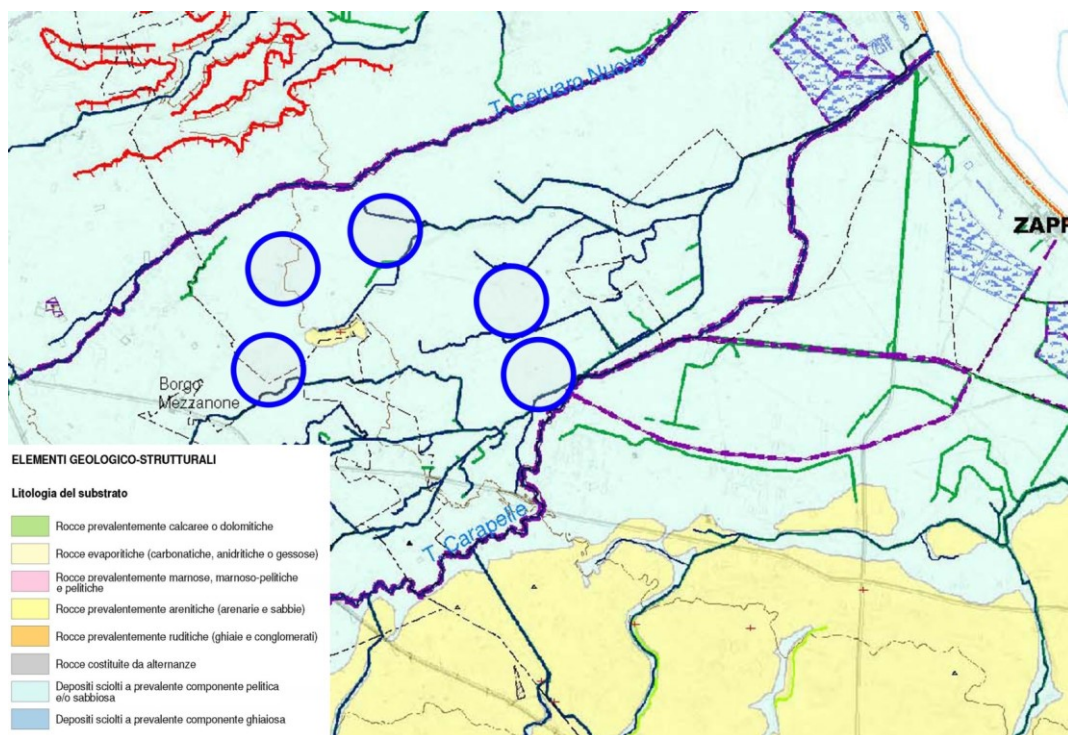 T. Cervaro Nuovo
ZAPP
Borgo
Mezzanone
T. Carapelle
ELEMENTI GEOLOGICO-STRUTTURALI
Litologia del substrato
Rocce prevalentemente calcaree o dolomitiche
Rocce evaporitiche (carbonatiche, anidritiche o gessose)
Rocce prevalentemente marnose, marnoso-pelitiche
e pelitiche
Rocce prevalentemente arenitiche (arenarie e sabbie)
Rocce prevalentemente ruditiche (ghiaie e conglomerati)
Rocce costituite da alternanze
Depositi sciolti a prevalente componente pelitica
e/o sabbiosa
Depositi sciolti a prevalente componente ghiaiosa